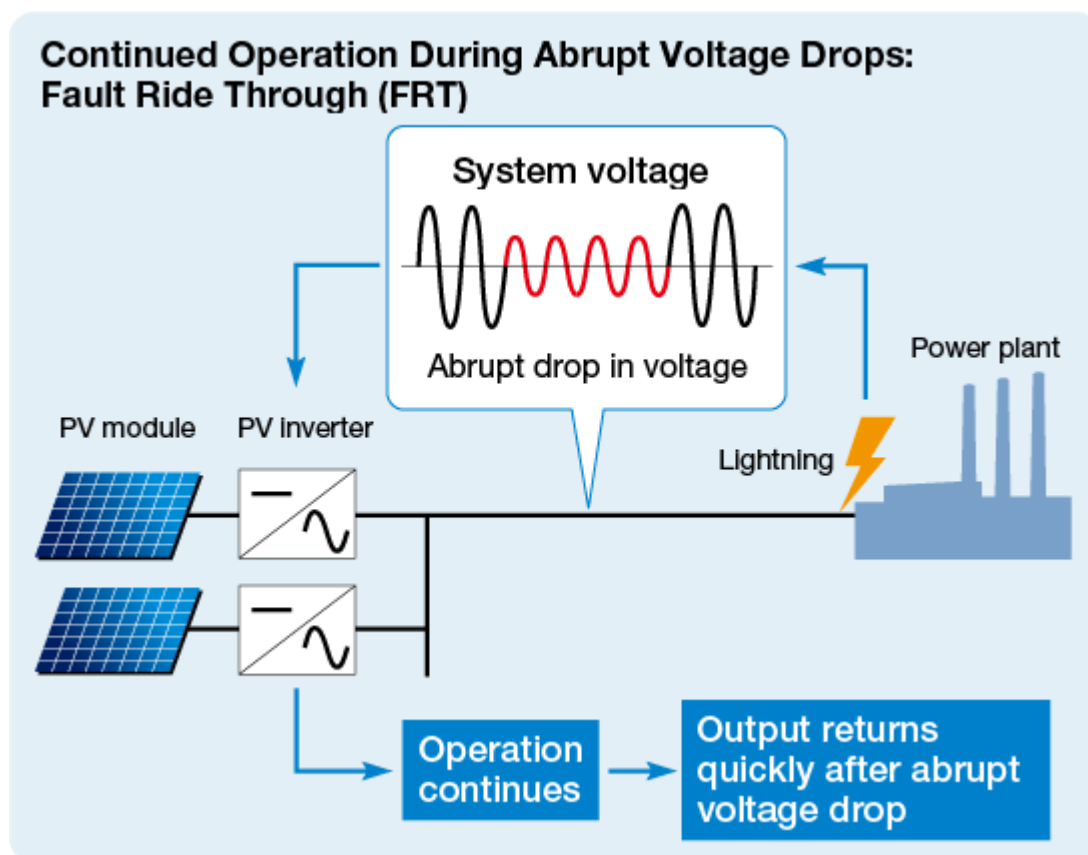 Continued Operation During Abrupt Voltage Drops:
Fault Ride Through (FRT)
System voltage
Abrupt drop in voltage
Power plant
PV module
PV inverter
Lightning
Operation
continues
Output returns
quickly after abrupt
voltage drop